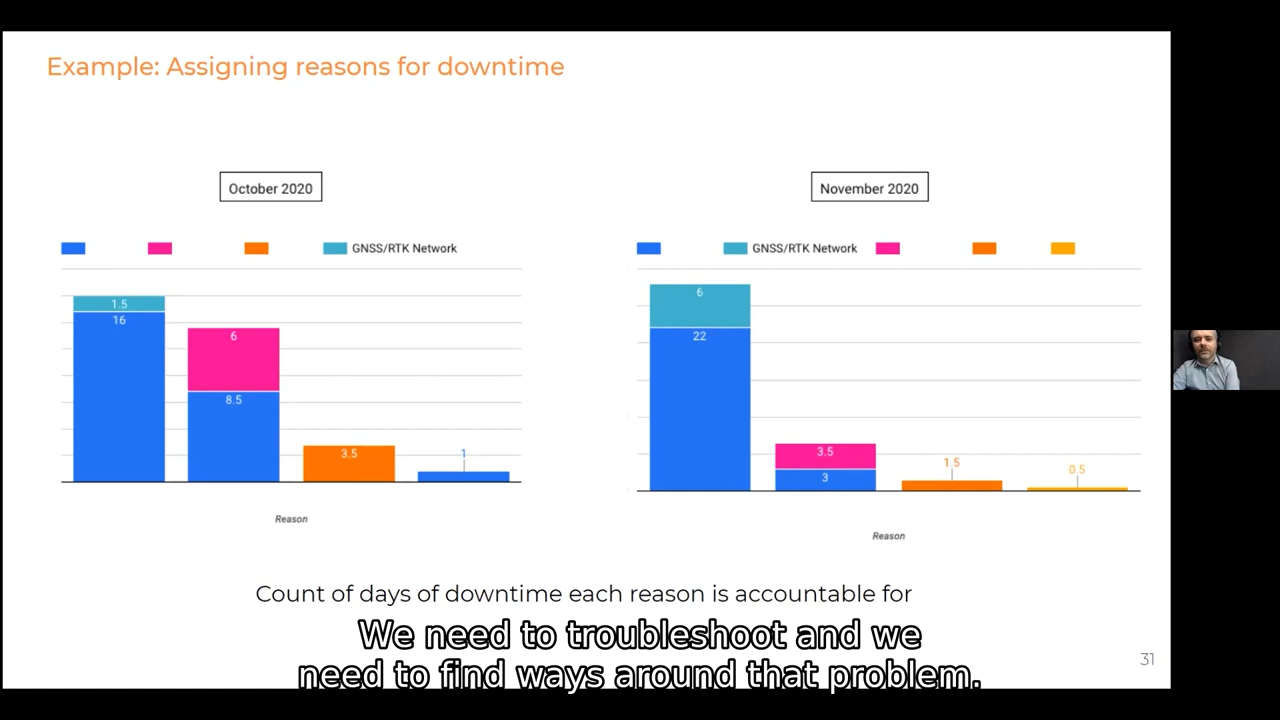 Example: Assigning reasons for downtime
October 2020
November 2020
GNSS/RTK Network
GNSS/RTK Network
1.5
16
6
8.5
3.5
1
Reason
6
22
3.5
3
1.5
0.5
Reason
Count of days of downtime each reason is accountable for
We need to troubleshoot and we
need to find ways around that problem.
31